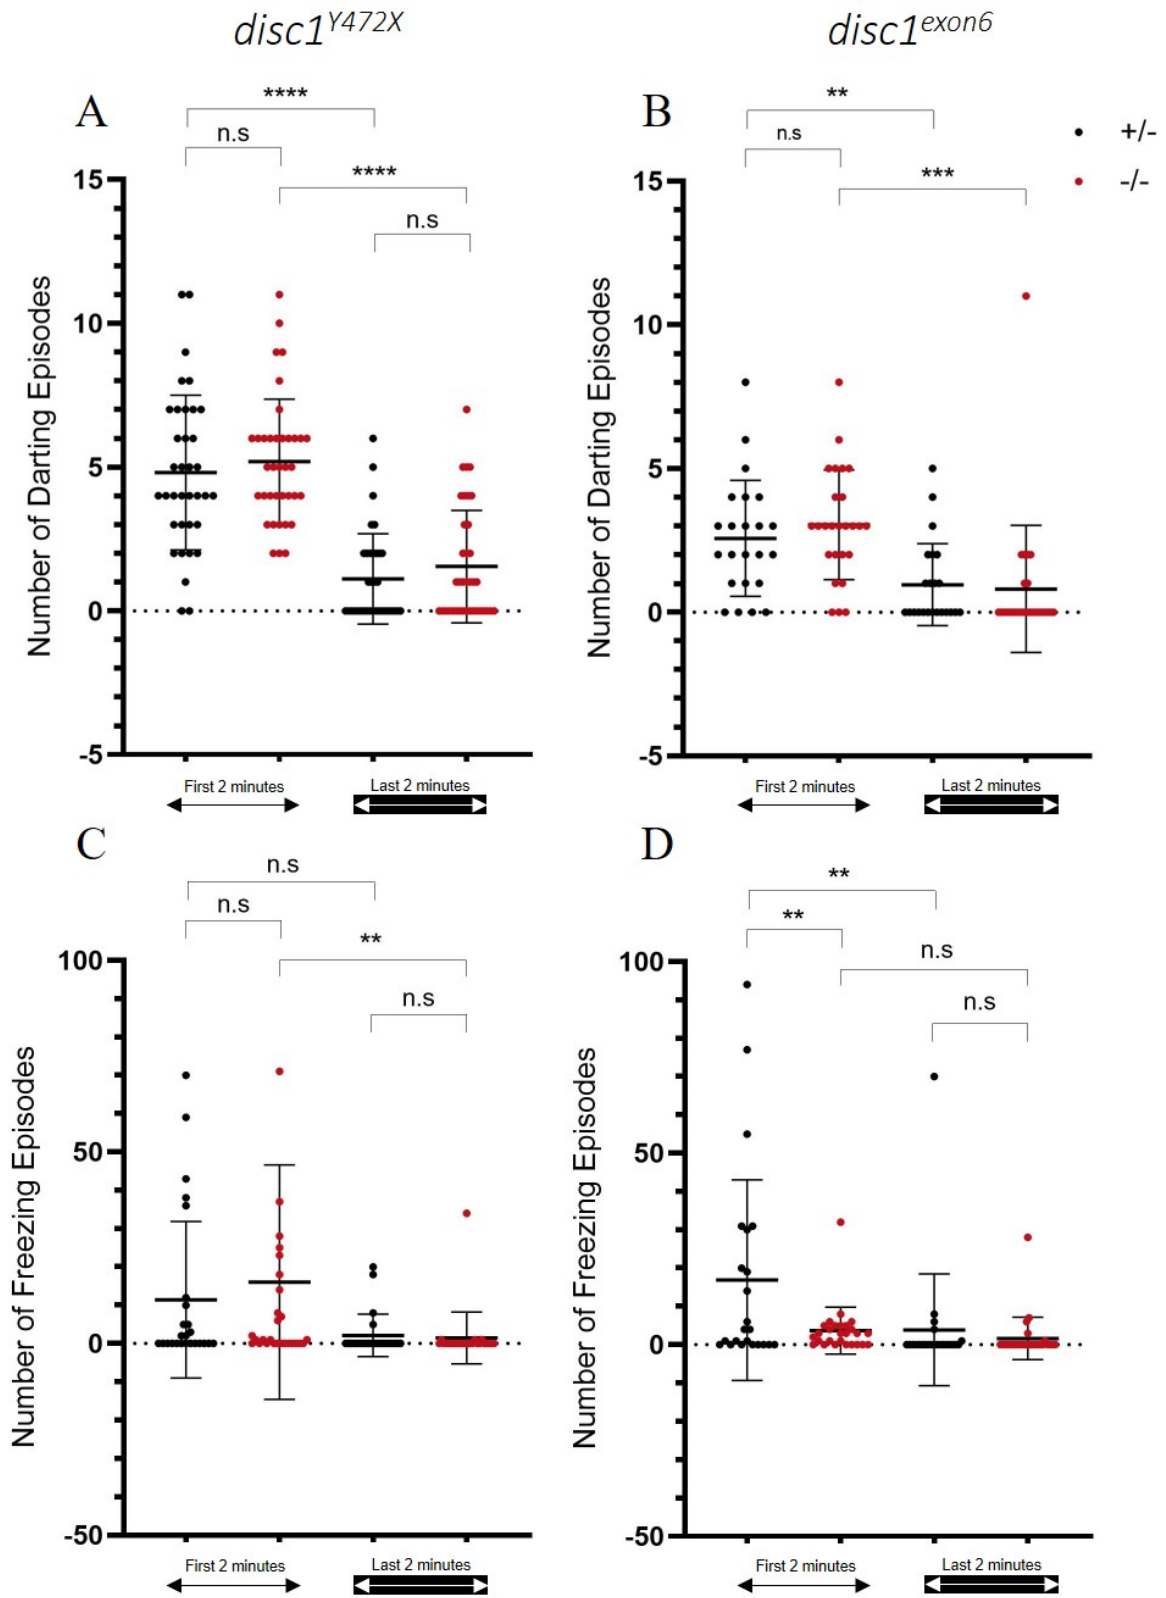 disc1Y472X
disc1exon6
A
****
n.s
****
n.s
15
10
5
0
-5
Number of Darting Episodes
First 2 minutes
Last 2 minutes
B
**
n.s
***
+/-
-/-
15
10
5
0
-5
Number of Darting Episodes
First 2 minutes
Last 2 minutes
C
n.s
n.s
**
n.s
100
50
0
-50
Number of Freezing Episodes
First 2 minutes
Last 2 minutes
D
**
**
n.s
n.s
100
50
0
-50
Number of Freezing Episodes
First 2 minutes
Last 2 minutes